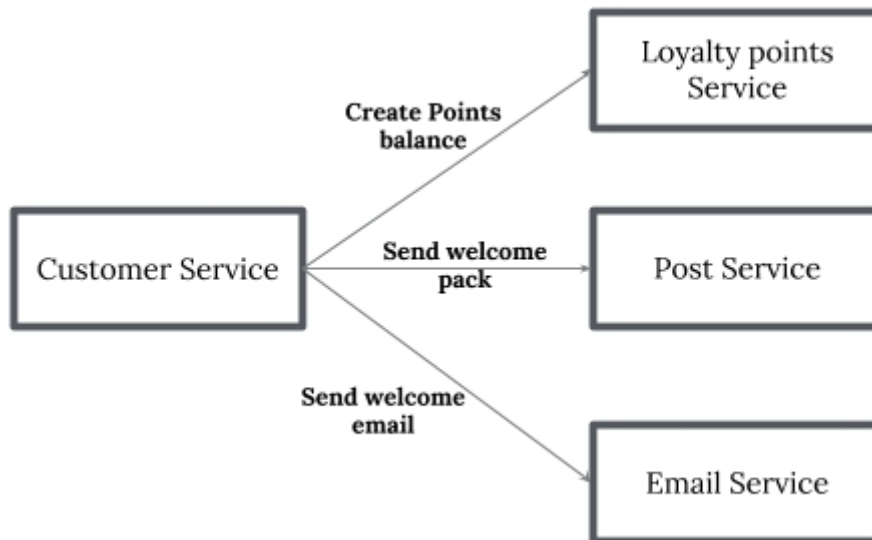 Loyalty points
Service
Create Points
balance
Customer Service
Send welcome
pack
Post Service
Send welcome
email
Email Service